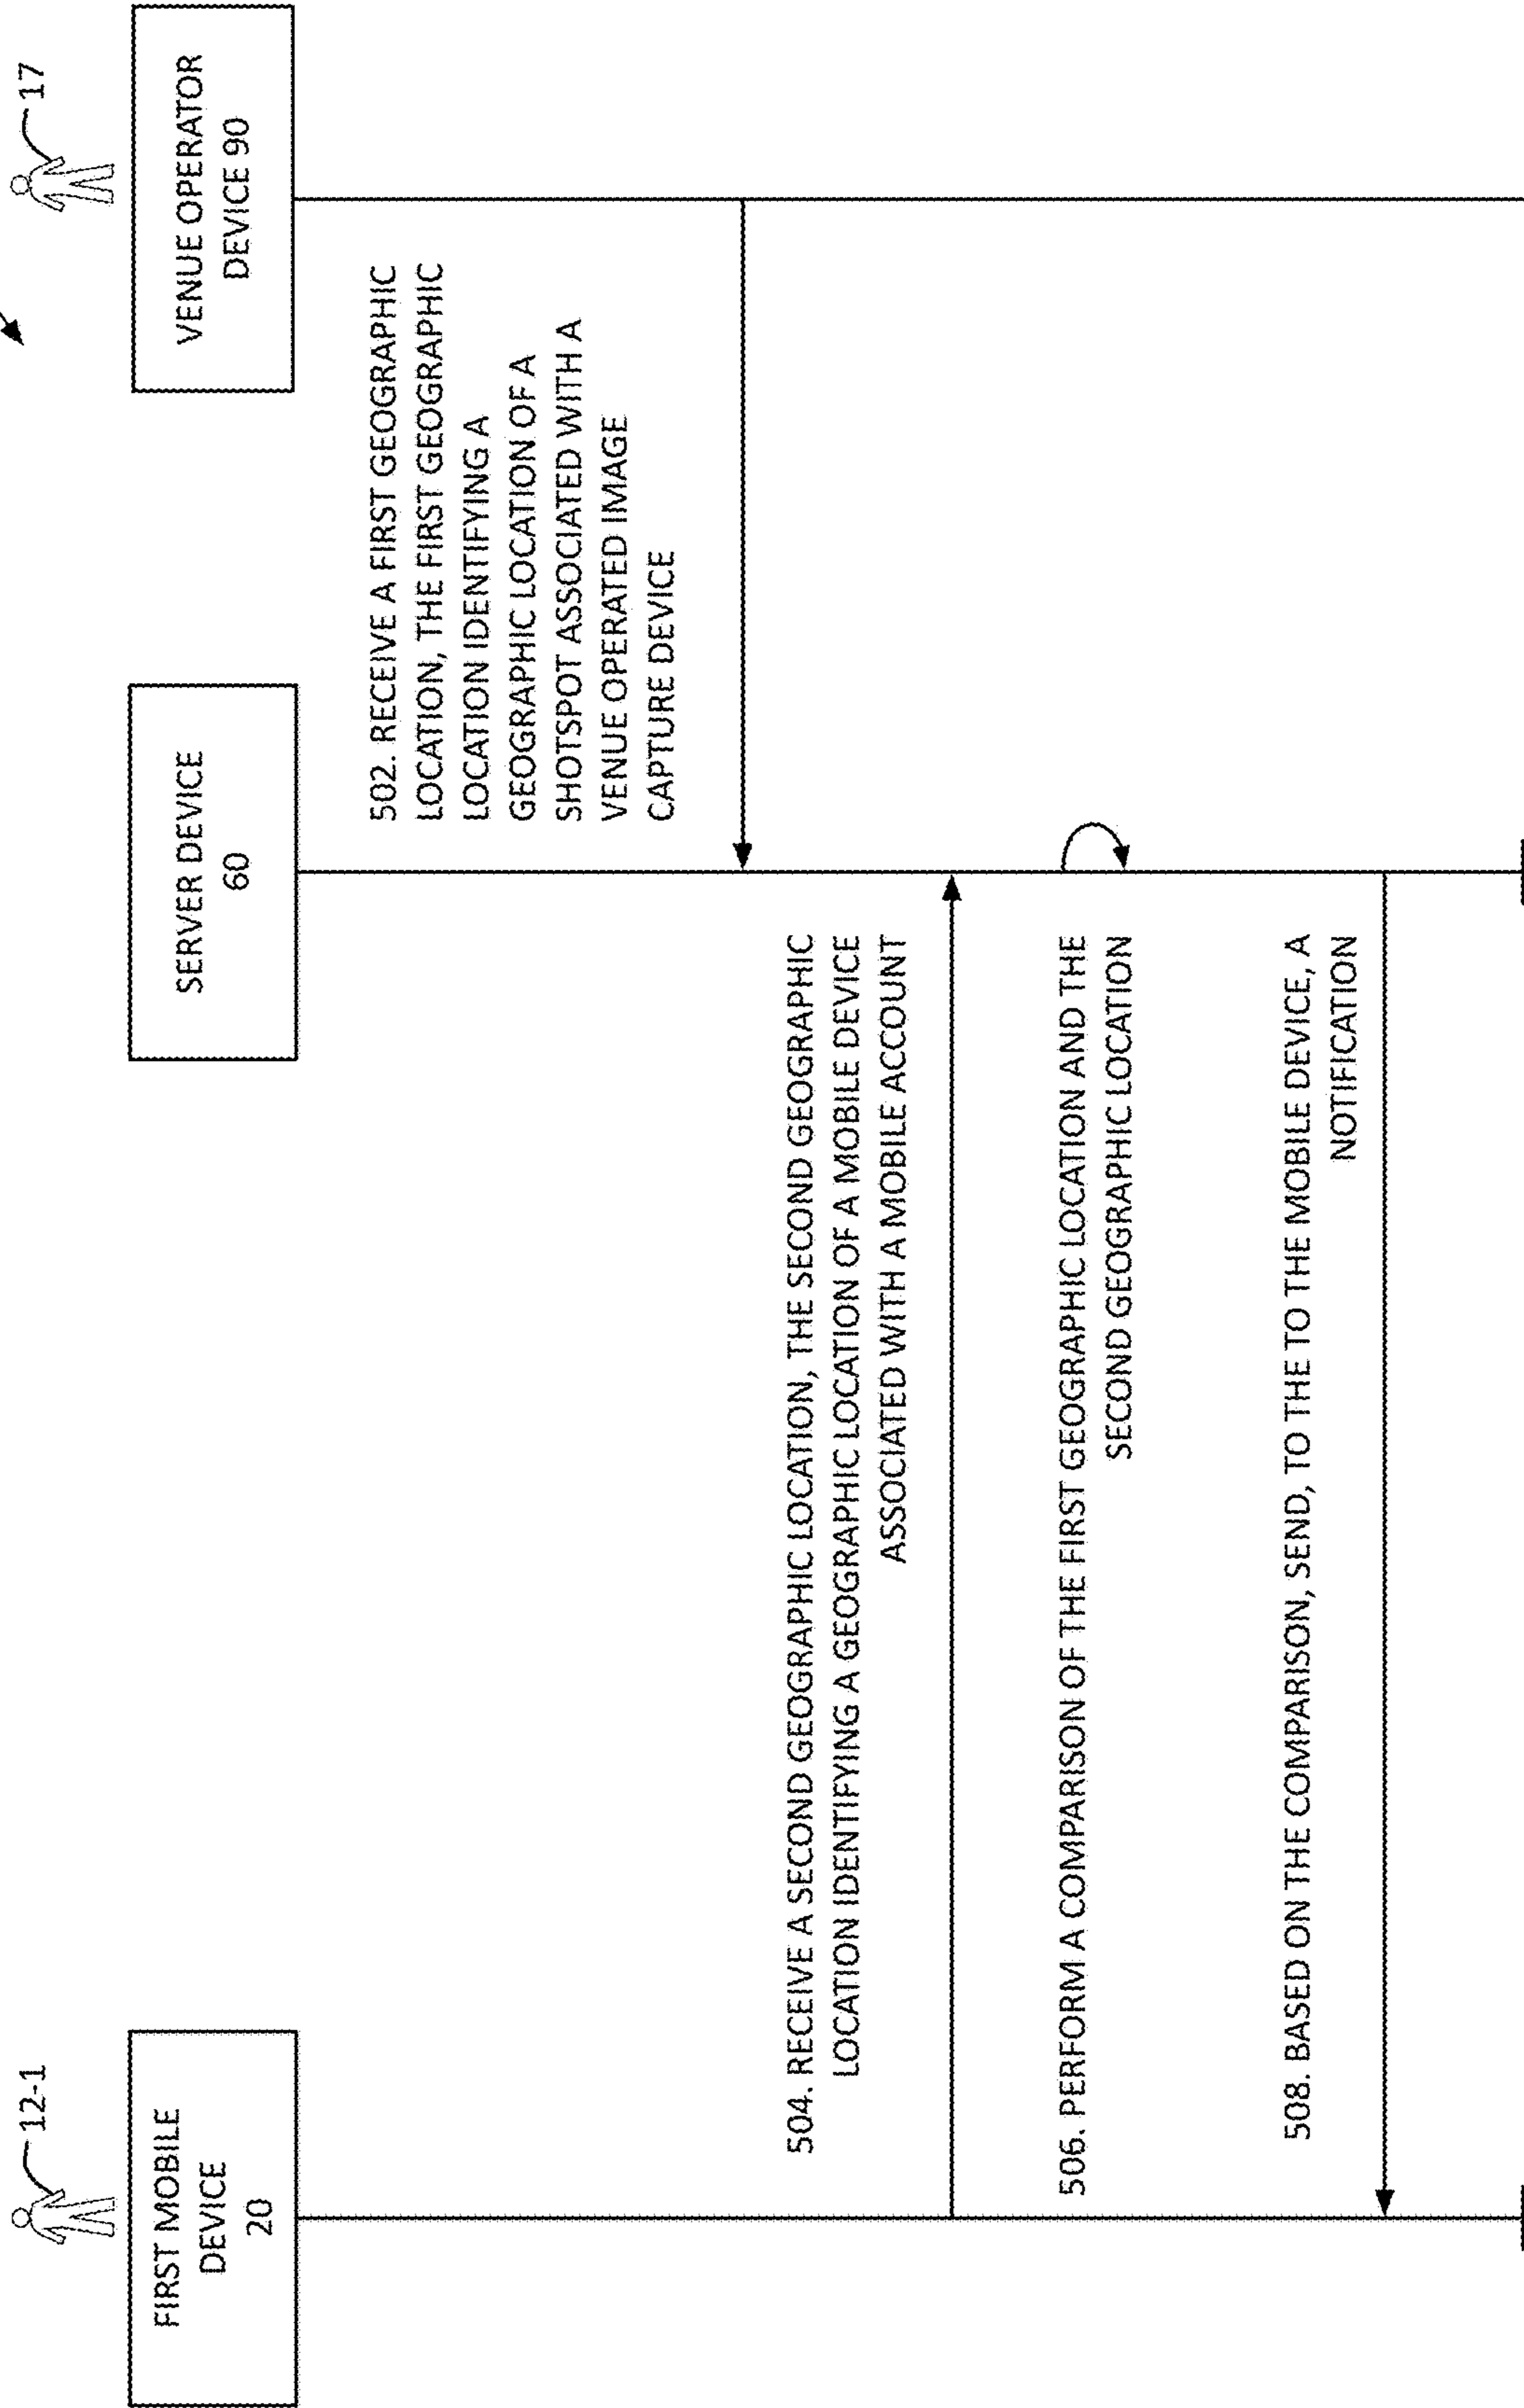 12-1
FIRST MOBILE
DEVICE
20
SERVER DEVICE
60
17
VENUE OPERATOR
DEVICE 90
502. RECEIVE A FIRST GEOGRAPHIC
LOCATION, THE FIRST GEOGRAPHIC
LOCATION IDENTIFYING A
GEOGRAPHIC LOCATION OF A
SHOTSPOT ASSOCIATED WITH A
VENUE OPERATED IMAGE
CAPTURE DEVICE
504. RECEIVE A SECOND GEOGRAPHIC LOCATION, THE SECOND GEOGRAPHIC
LOCATION IDENTIFYING A GEOGRAPHIC LOCATION OF A MOBILE DEVICE
ASSOCIATED WITH A MOBILE ACCOUNT
506. PERFORM A COMPARISON OF THE FIRST GEOGRAPHIC LOCATION AND THE
SECOND GEOGRAPHIC LOCATION
508. BASED ON THE COMPARISON, SEND, TO THE TO THE MOBILE DEVICE, A
NOTIFICATION